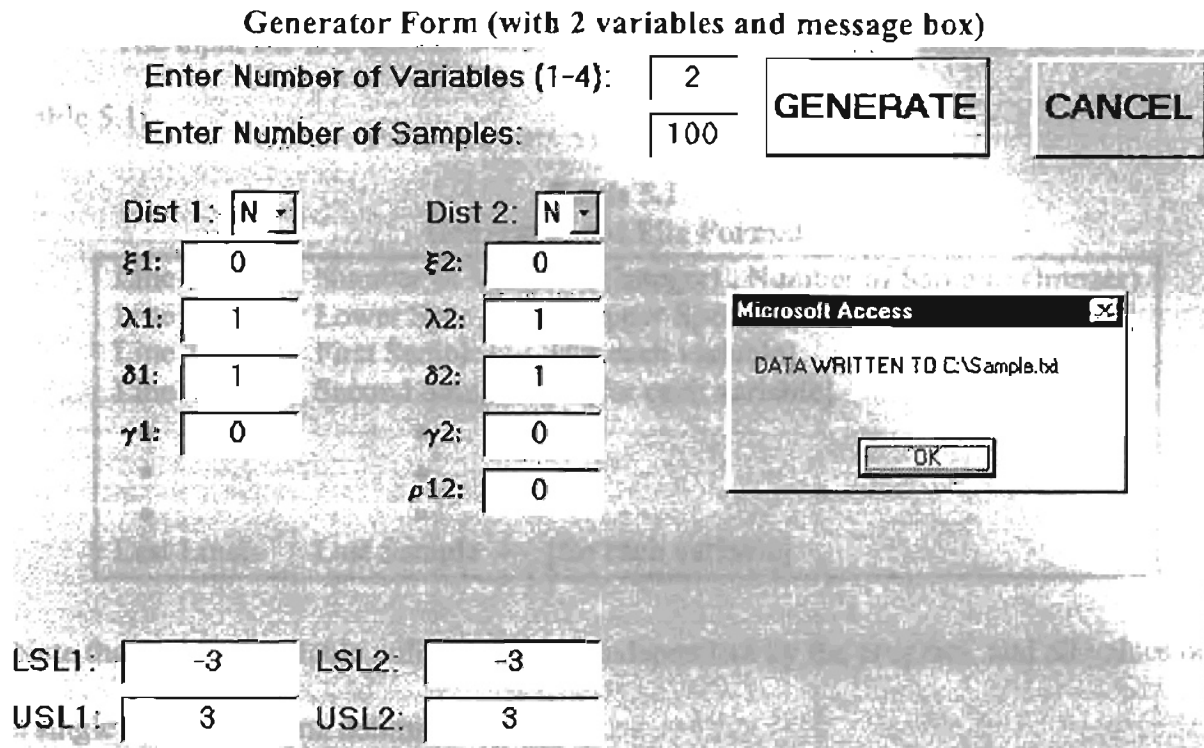 Generator Form (with 2 variables and message box)
Enter Number of Variables (1-4): 2
GENERATE
CANCEL
Enter Number of Samples: 100
Dist 1: N
Dist 2: N
ξ1: 0
ξ2: 0
λ1: 1
λ2: 1
δ1: 1
δ2: 1
γ1: 0
γ2: 0
ρ12: 0
Microsoft Access
DATA WRITTEN TO C:\Sample.txt
OK
LSL1: -3
LSL2: -3
USL1: 3
USL2: 3